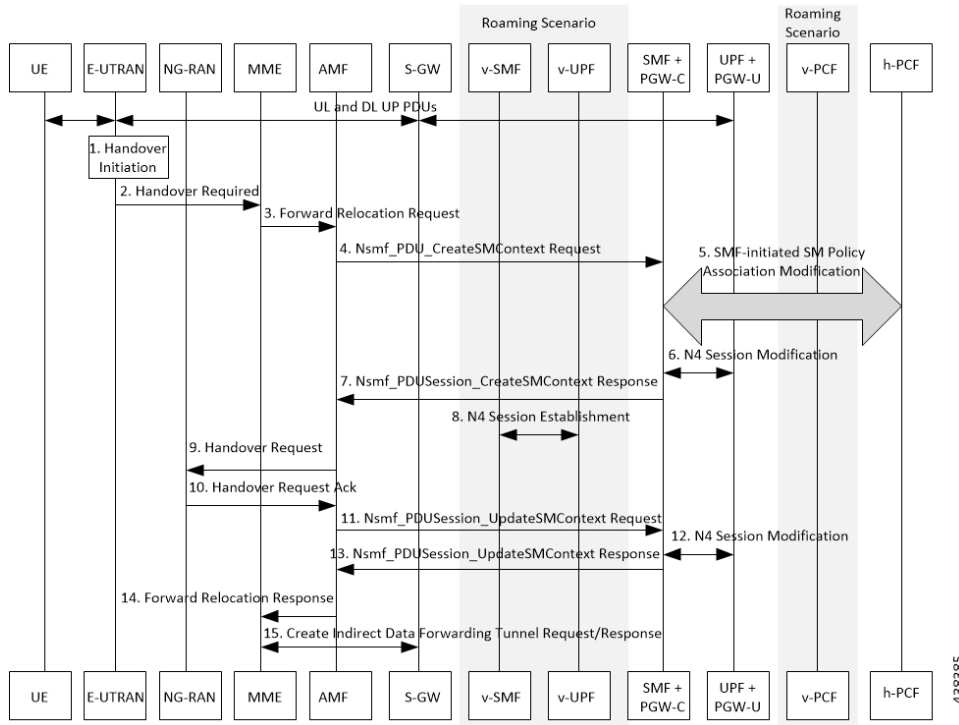 Roaming Scenario
Roaming
Scenario
UE
E-UTRAN
NG-RAN
MME
AMF
S-GW
v-SMF
v-UPF
SMF +
PGW-C
UPF +
PGW-U
v-PCF
h-PCF
UL and DL UP PDUs
1. Handover
Initiation
2. Handover Required
3. Forward Relocation Request
4. Nsmf_PDU_CreateSMContext Request
5. SMF-initiated SM Policy
Association Modification
6. N4 Session Modification
7. Nsmf_PDUSession_CreateSMContext Response
8. N4 Session Establishment
9. Handover Request
10. Handover Request Ack
11. Nsmf_PDUSession_UpdateSMContext Request
12. N4 Session Modification
13. Nsmf_PDUSession_UpdateSMContext Response
14. Forward Relocation Response
15. Create Indirect Data Forwarding Tunnel Request/Response
UE
E-UTRAN
NG-RAN
MME
AMF
S-GW
v-SMF
v-UPF
SMF +
PGW-C
UPF +
PGW-U
v-PCF
h-PCF
438385